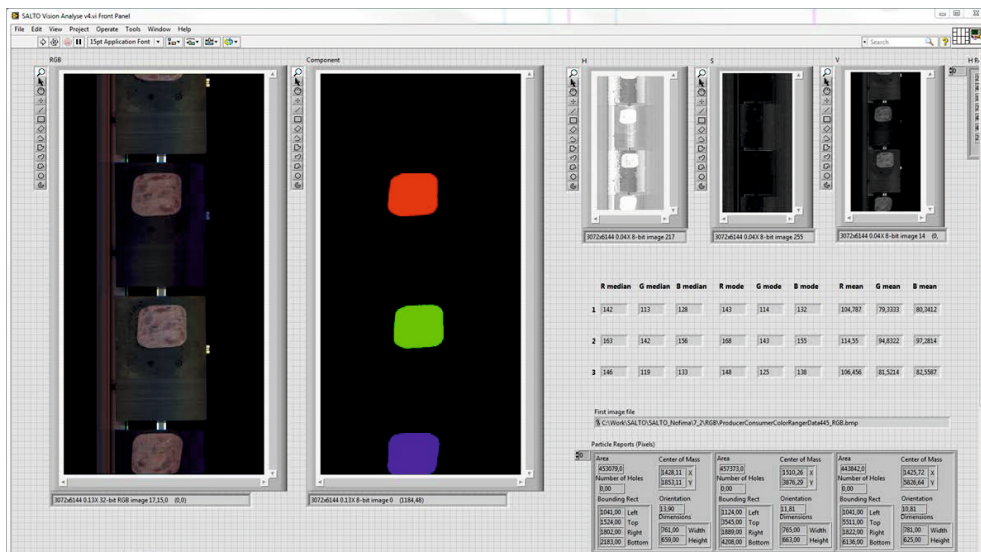 SALTO Vision Analyse v4.vi Front Panel
File Edit View Project Operate Tools Window Help
15pt Application Font
Search
RGB
Component
H
S
V
3072x6144 0.13X 32-bit RGB image 17,15,0 (0,0)
3072x6144 0.13X 8-bit image 0 (1184,48)
3072x6144 0.04X 8-bit image 217
3072x6144 0.04X 8-bit image 255
3072x6144 0.04X 8-bit image 14 (0,
R median G median B median R mode G mode B mode R mean G mean B mean
1 142 113 128 143 114 132 104,787 79,3333 80,3412
2 163 142 156 168 143 155 114,55 94,8322 97,2814
3 146 119 133 148 125 138 106,456 81,5214 82,5587
First image file
C:\Work\SALTO\SALTO_Nofima\7_2\RGB\ProducerConsumerColorRangerData445_RGB.bmp
Particle Reports (Pixels)
Area Center of Mass Area Center of Mass Area Center of Mass
453079,0 1428,11 X 457373,0 1510,26 X 443842,0 1425,72 X
Number of Holes 1853,11 Y Number of Holes 3876,29 Y Number of Holes 5826,64 Y
0,00 0,00 0,00
Bounding Rect Orientation Bounding Rect Orientation Bounding Rect Orientation
13,90 11,81 10,81
1041,00 Left Dimensions 1124,00 Left Dimensions 1041,00 Left Dimensions
1524,00 Top 761,00 Width 3545,00 Top 765,00 Width 5511,00 Top 781,00 Width
1802,00 Right 659,00 Height 1889,00 Right 663,00 Height 1822,00 Right 625,00 Height
2183,00 Bottom 4208,00 Bottom 6136,00 Bottom